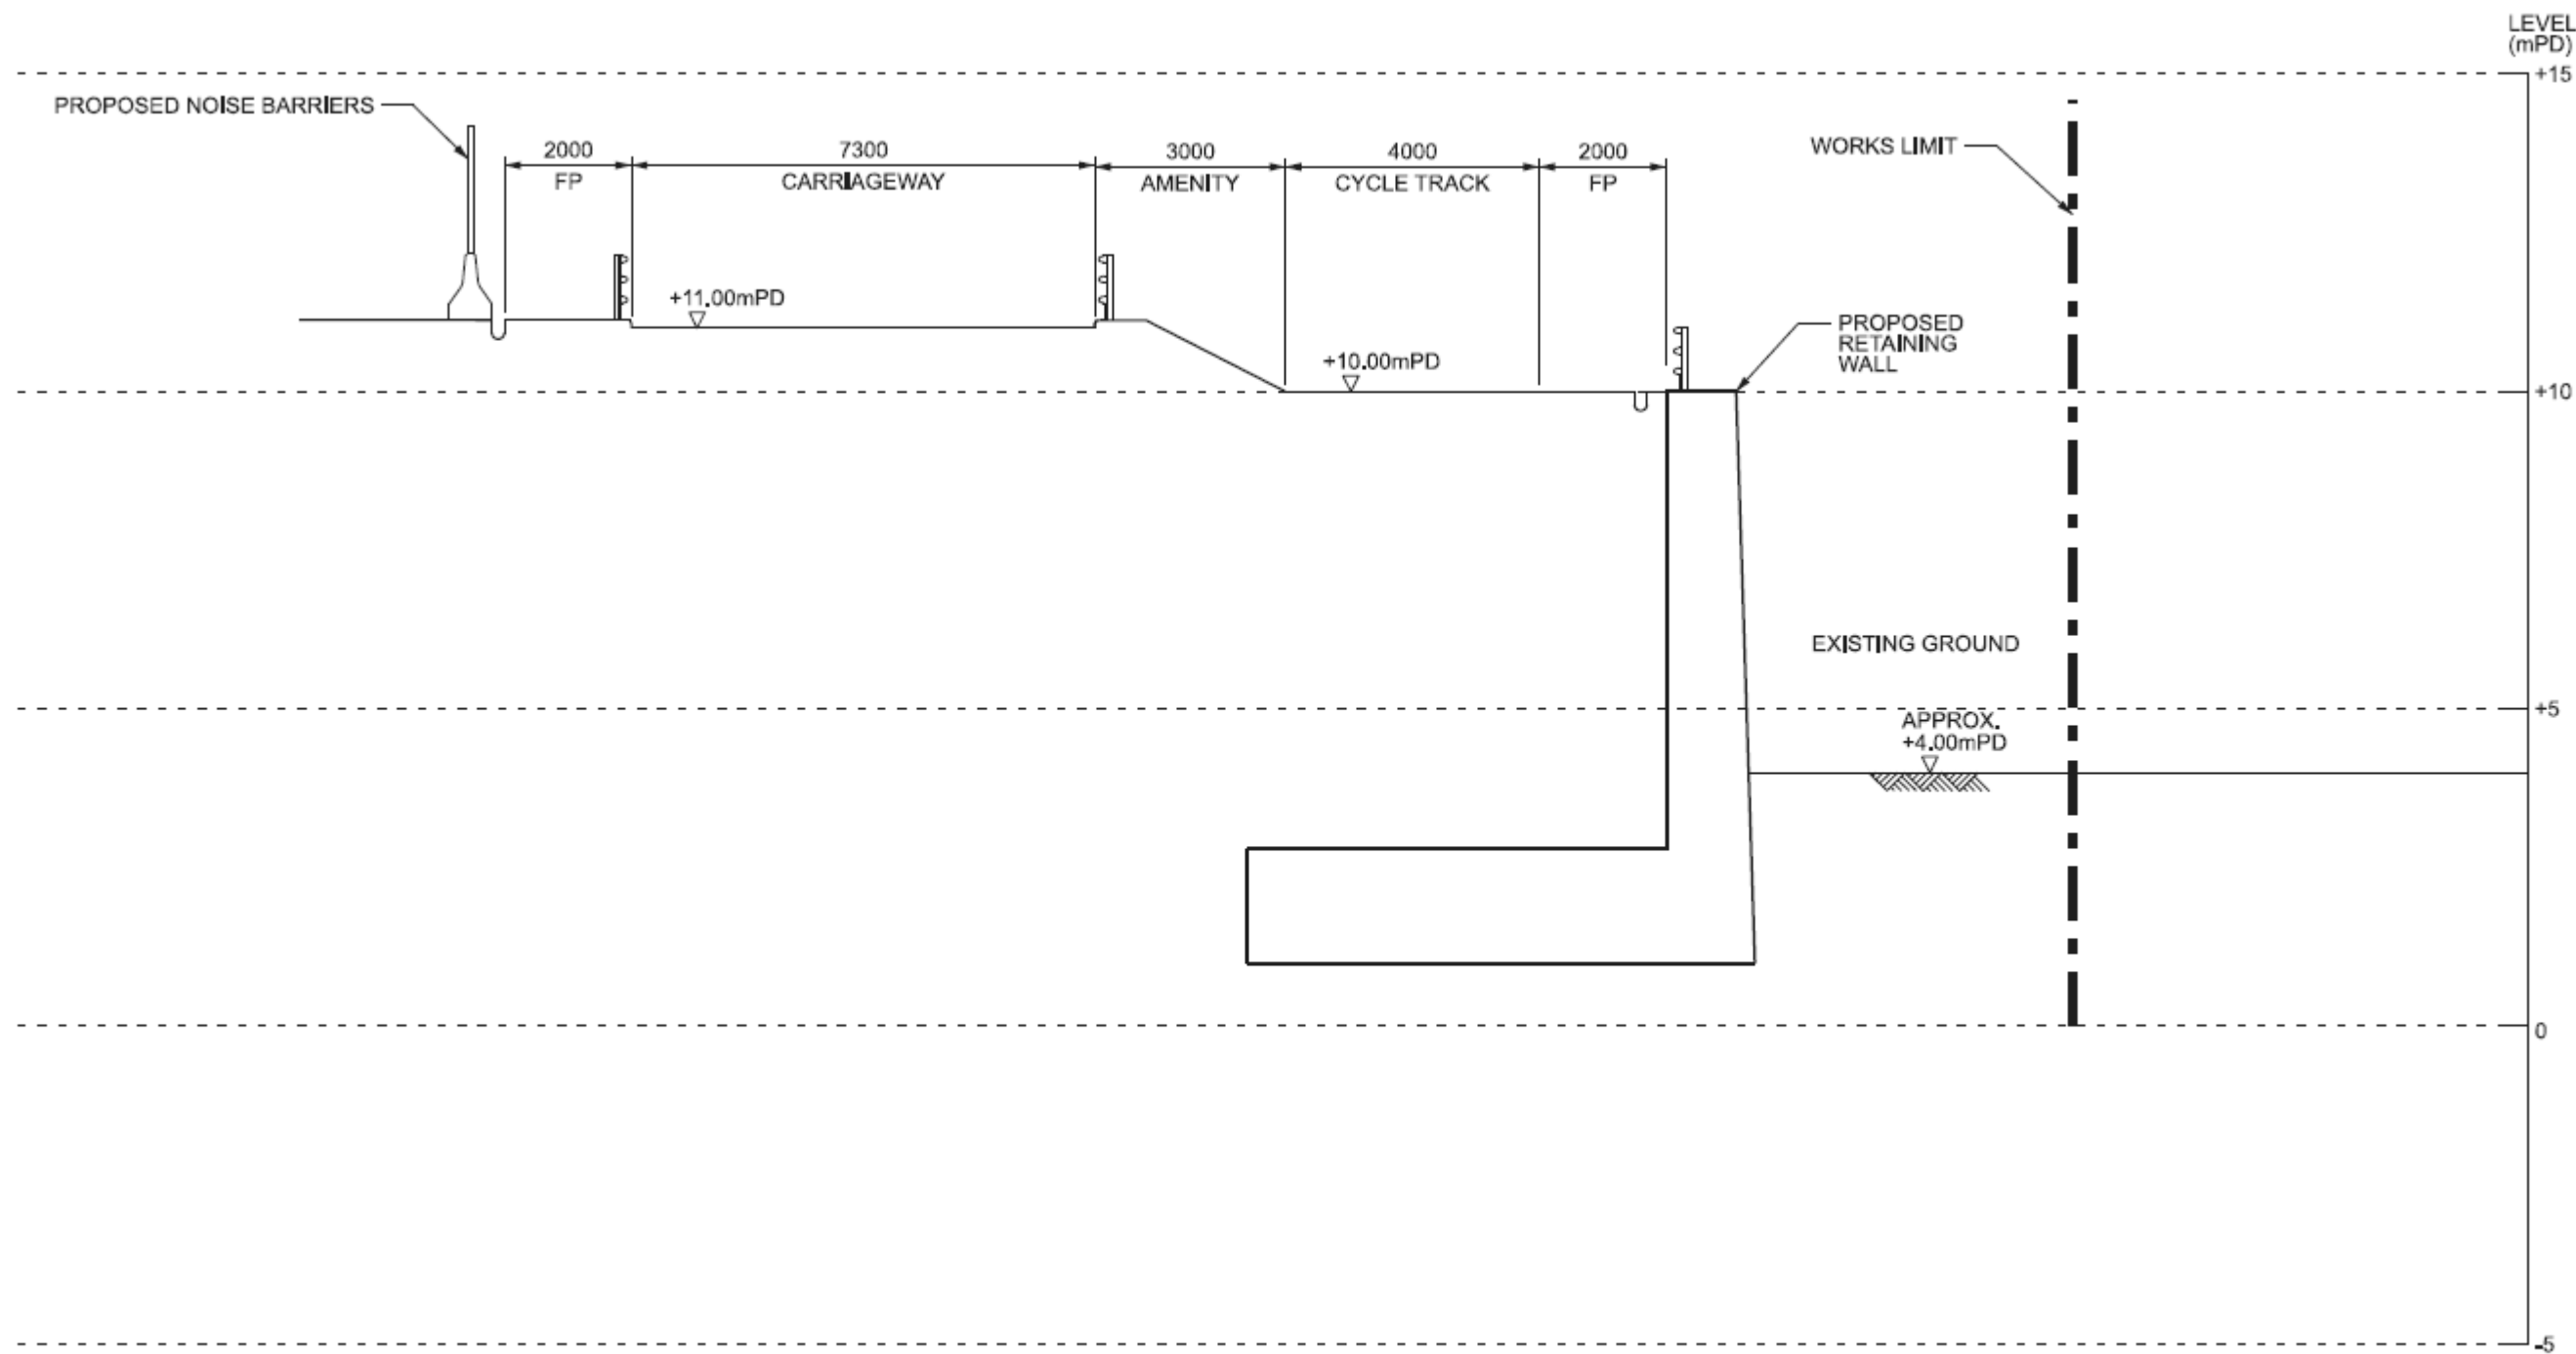 LEVEL
(mPD)
+15
PROPOSED NOISE BARRIERS
2000
FP
7300
CARRIAGEWAY
3000
AMENITY
4000
CYCLE TRACK
2000
FP
WORKS LIMIT
+11.00mPD
+10.00mPD
PROPOSED
RETAINING
WALL
+10
EXISTING GROUND
+5
APPROX.
+4.00mPD
0
-5